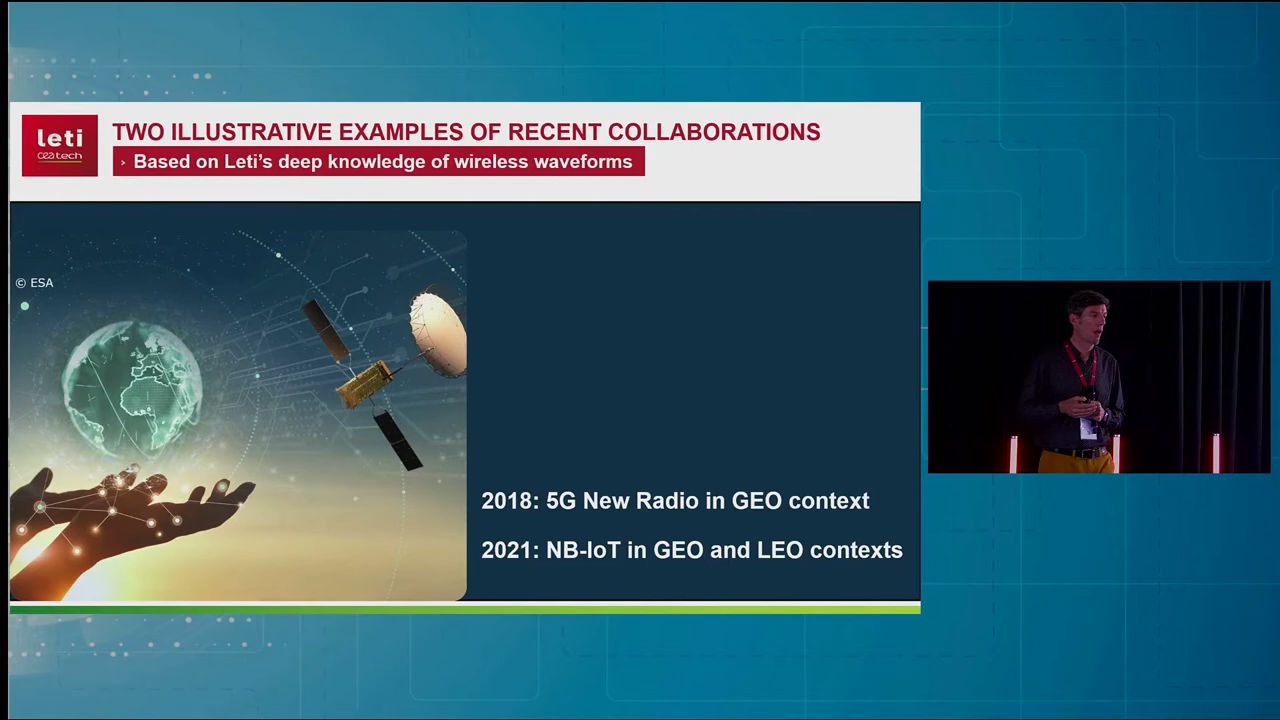 leti
cea tech
TWO ILLUSTRATIVE EXAMPLES OF RECENT COLLABORATIONS
› Based on Leti's deep knowledge of wireless waveforms
© ESA
2018: 5G New Radio in GEO context
2021: NB-IoT in GEO and LEO contexts